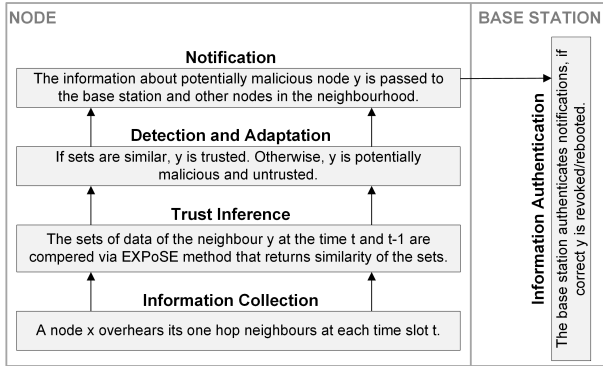 NODE
BASE STATION
Notification
The information about potentially malicious node y is passed to
the base station and other nodes in the neighbourhood.
Detection and Adaptation
If sets are similar, y is trusted. Otherwise, y is potentially
malicious and untrusted.
Trust Inference
The sets of data of the neighbour y at the time t and t-1 are
compered via EXPoSE method that returns similarity of the sets.
Information Collection
A node x overhears its one hop neighbours at each time slot t.
Information Authentication
The base station authenticates notifications, if
correct y is revoked/rebooted.